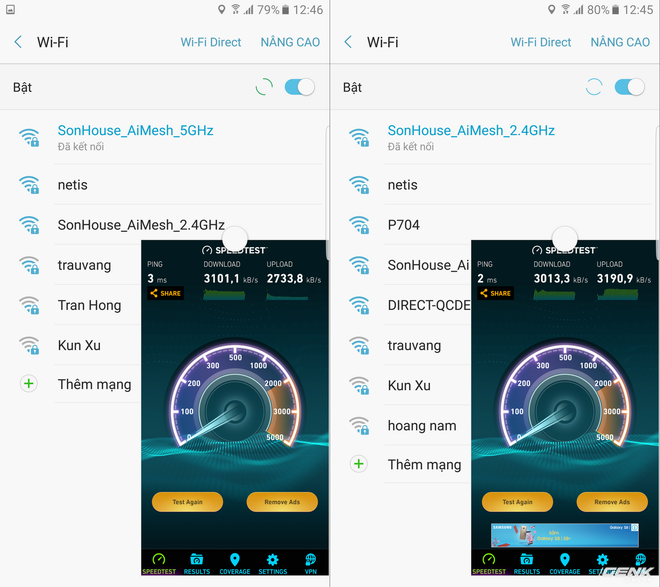 79% 12:46
Wi-Fi
Wi-Fi Direct
NÂNG CAO
Bật
SonHouse_AiMesh_5GHz
Đã kết nối
netis
SonHouse_AiMesh_2.4GHz
trauvang
Tran Hong
Kun Xu
Thêm mạng
SPEEDTEST
PING
DOWNLOAD
UPLOAD
3 ms
3101,1 kB/s
2733,8 kB/s
SHARE
0
100
200
300
500
1000
2000
3000
5000
Test Again
Remove Ads
SPEEDTEST
RESULTS
COVERAGE
SETTINGS
VPN
80% 12:45
Wi-Fi
Wi-Fi Direct
NÂNG CAO
Bật
SonHouse_AiMesh_2.4GHz
Đã kết nối
netis
P704
SonHouse_Ai
DIRECT-QCDE
trauvang
Kun Xu
hoang nam
Thêm mạng
SPEEDTEST
PING
DOWNLOAD
UPLOAD
2 ms
3013,3 kB/s
3190,9 kB/s
SHARE
0
100
200
300
500
1000
2000
3000
5000
Test Again
Remove Ads
SAMSUNG
Galaxy S8 | S8+
Galaxy S8
SPEEDTEST
RESULTS
COVERAGE
GENK